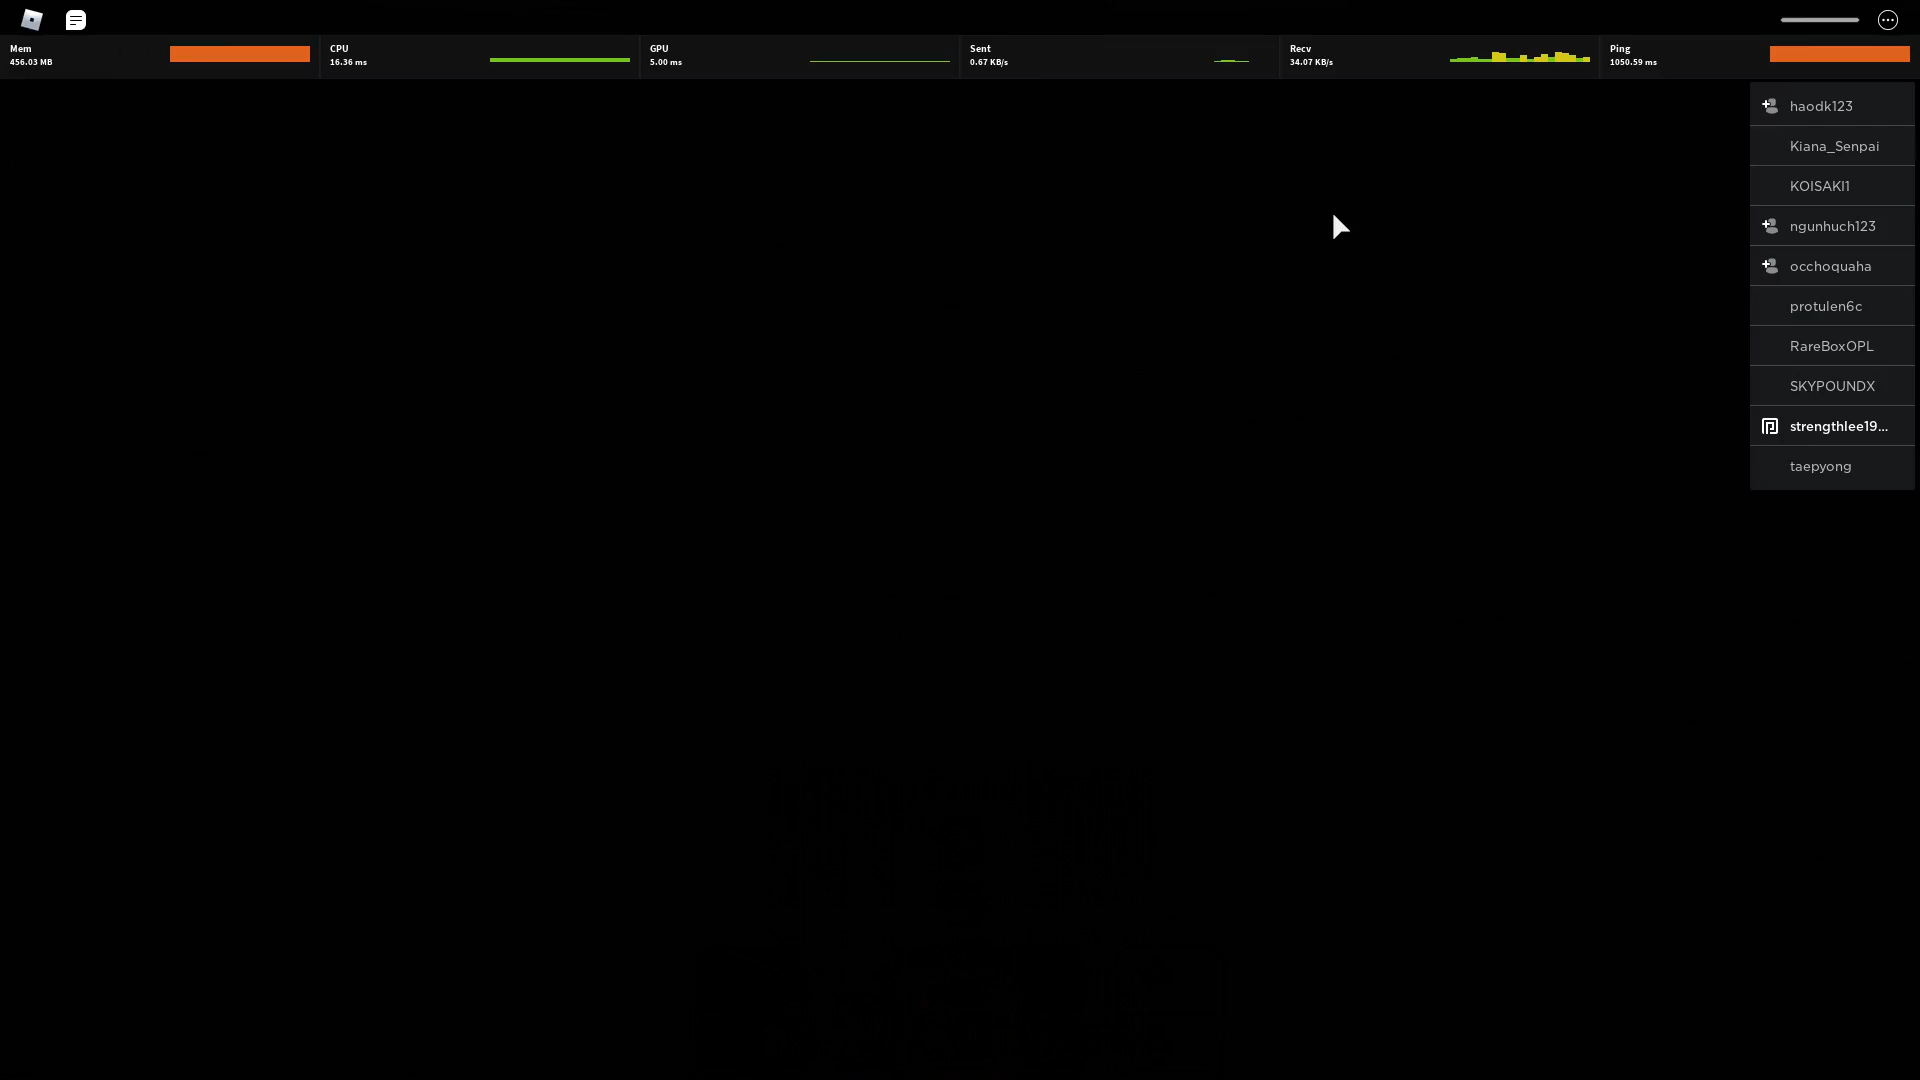 Mem
456.03 MB
CPU
16.36 ms
GPU
5.00 ms
Sent
0.67 KB/s
Recv
34.07 KB/s
Ping
1050.59 ms
haodk123
Kiana_Senpai
KOISAKI1
ngunhuch123
occhoquaha
protulen6c
RareBoxOPL
SKYPOUNDX
strengthlee19...
taepyong